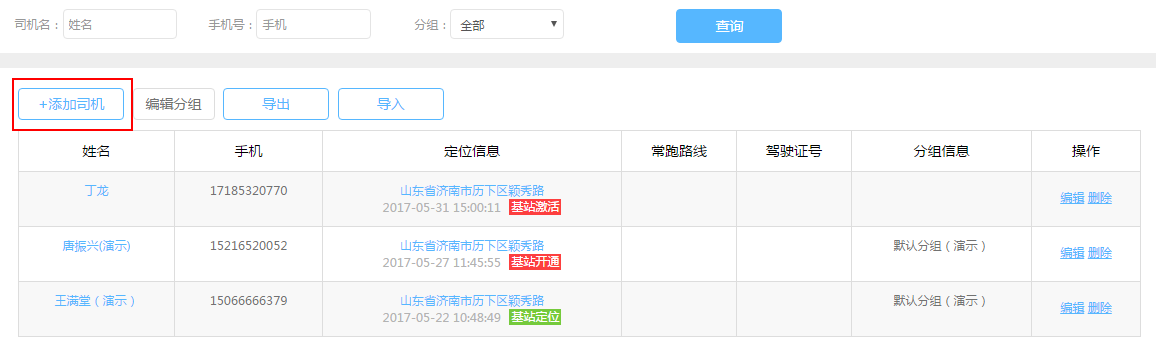 司机名： 姓名 手机号： 手机 分组： 全部 查询
+添加司机 编辑分组 导出 导入
姓名 手机 定位信息 常跑路线 驾驶证号 分组信息 操作
丁龙 17185320770 山东省济南市历下区颖秀路 编辑 删除
2017-05-31 15:00:11 基站激活
唐振兴(演示) 15216520052 山东省济南市历下区颖秀路 默认分组（演示） 编辑 删除
2017-05-27 11:45:55 基站开通
王满堂（演示） 15066666379 山东省济南市历下区颖秀路 默认分组（演示） 编辑 删除
2017-05-22 10:48:49 基站定位